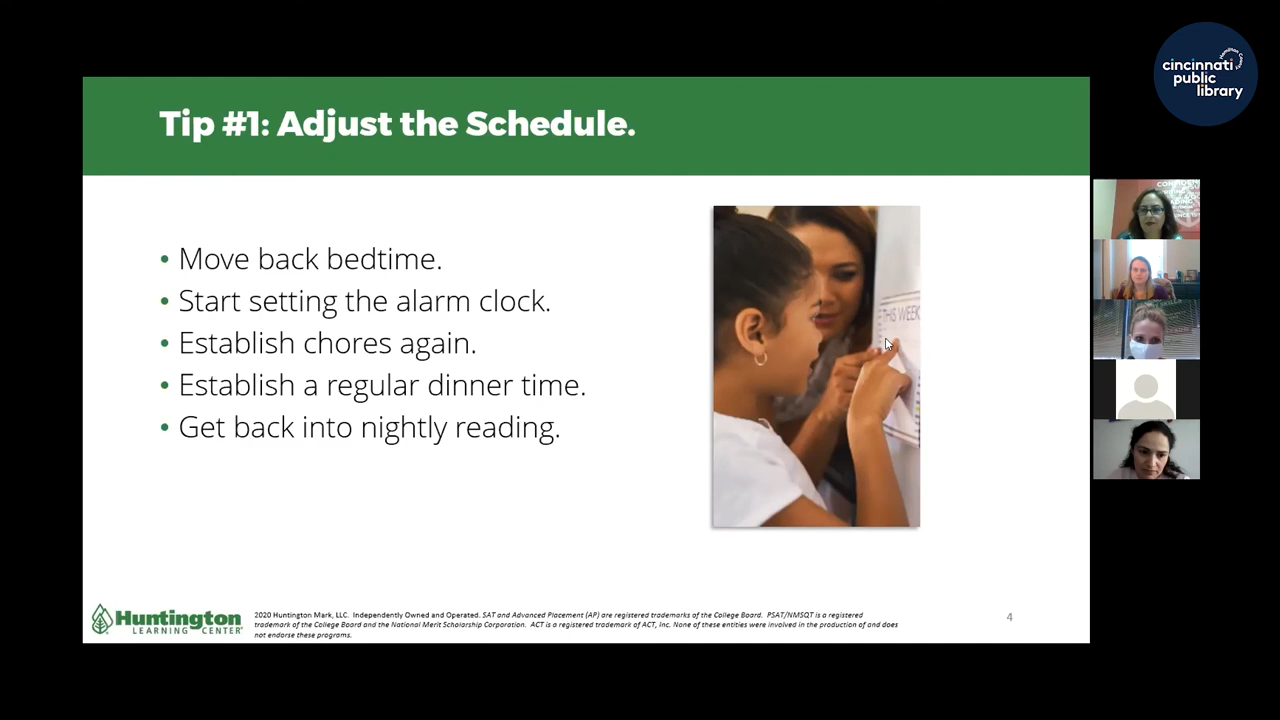 cincinnati
public
library
Tip #1: Adjust the Schedule.
• Move back bedtime.
• Start setting the alarm clock.
• Establish chores again.
• Establish a regular dinner time.
• Get back into nightly reading.
THIS WEEK
Huntington
LEARNING CENTER
2020 Huntington Mark, LLC. Independently Owned and Operated. SAT and Advanced Placement (AP) are registered trademarks of the College Board. PSAT/NMSQT is a registered
trademark of the College Board and the National Merit Scholarship Corporation. ACT is a registered trademark of ACT, Inc. None of these entities were involved in the production of and does
not endorse these programs.
4